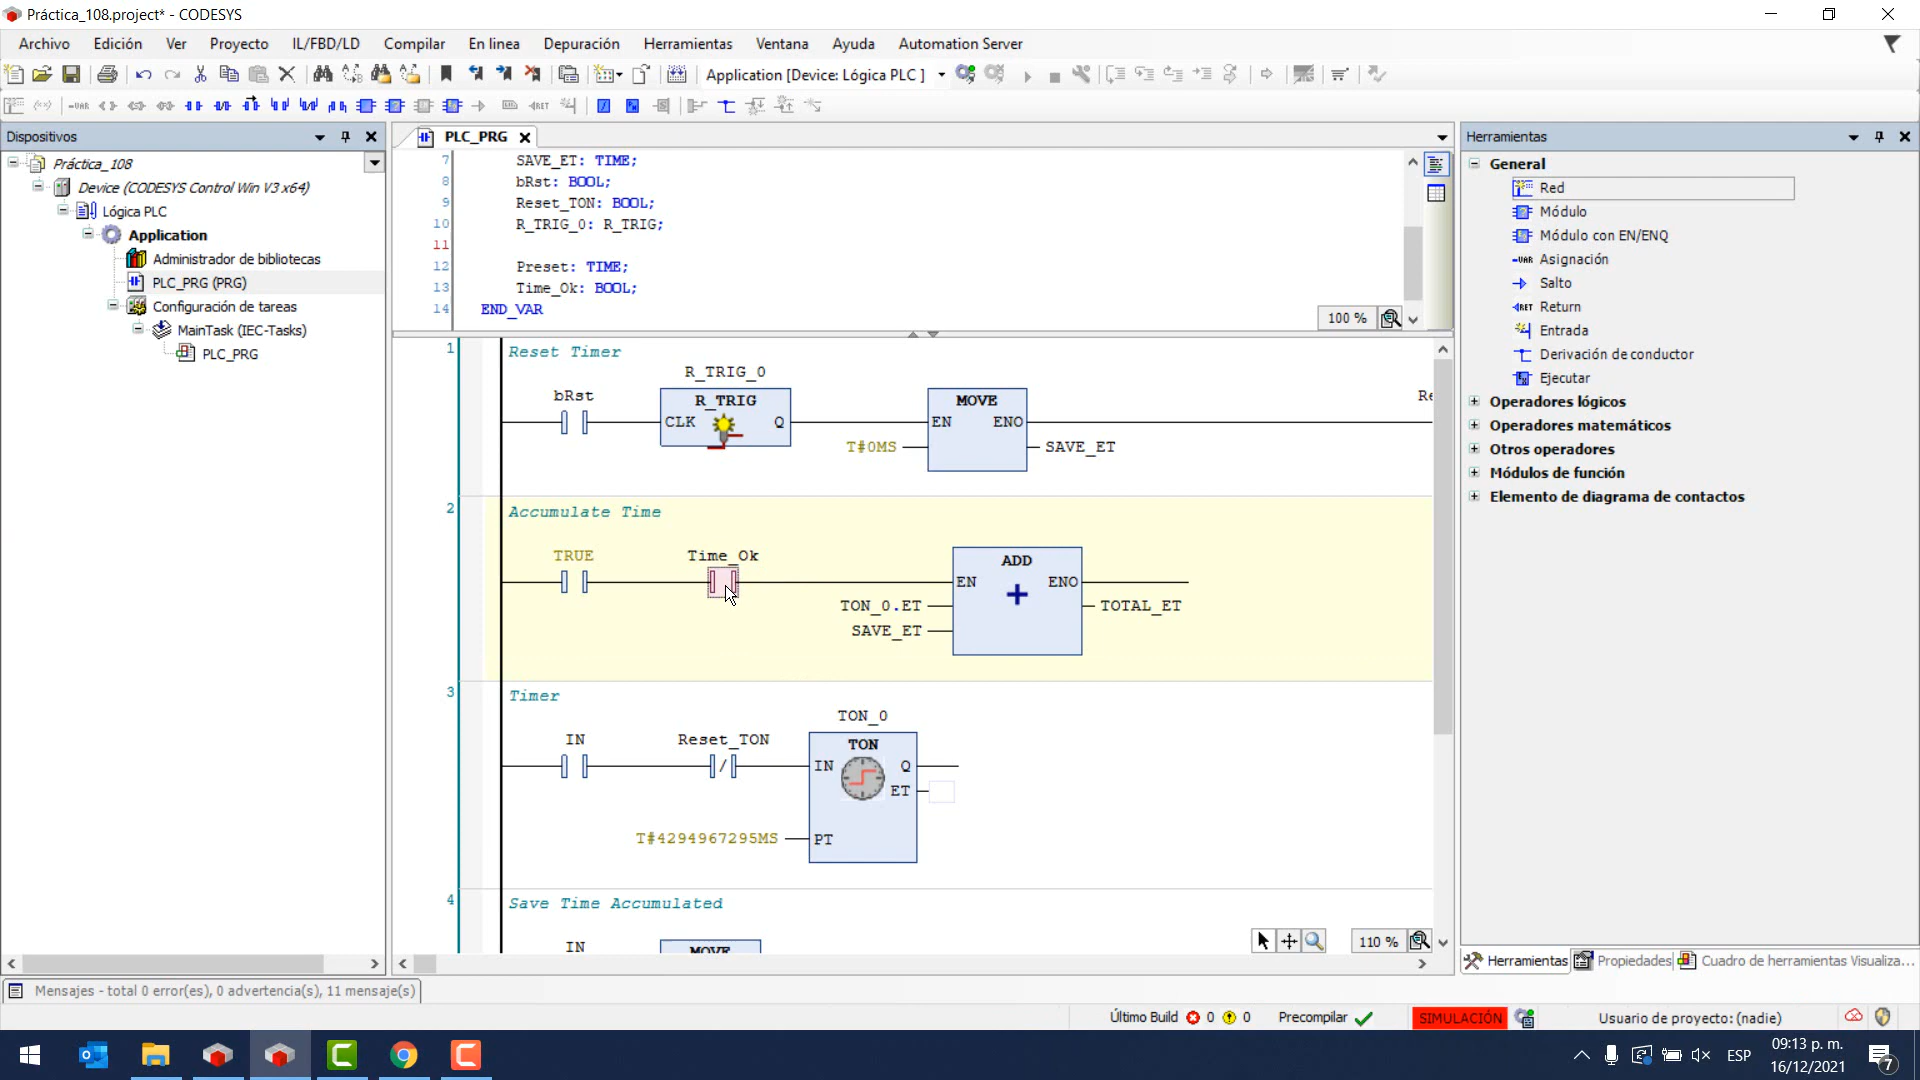 Práctica_108.project* - CODESYS
Archivo Edición Ver Proyecto IL/FBD/LD Compilar En linea Depuración Herramientas Ventana Ayuda Automation Server
Application [Device: Lógica PLC ]
Dispositivos
Práctica_108
Device (CODESYS Control Win V3 x64)
Lógica PLC
Application
Administrador de bibliotecas
PLC_PRG (PRG)
Configuración de tareas
MainTask (IEC-Tasks)
PLC_PRG
PLC_PRG
7 SAVE_ET: TIME;
8 bRst: BOOL;
9 Reset_TON: BOOL;
10 R_TRIG_0: R_TRIG;
11
12 Preset: TIME;
13 Time_Ok: BOOL;
14 END_VAR
100 %
1 Reset Timer
R_TRIG_0
bRst R_TRIG MOVE Re
CLK Q EN ENO
T#0MS SAVE_ET
2 Accumulate Time
TRUE Time_Ok ADD
EN ENO
TON_0.ET TOTAL_ET
SAVE_ET
3 Timer
TON_0
IN Reset_TON TON
IN Q
ET
T#4294967295MS PT
4 Save Time Accumulated
IN MOVE
110 %
Herramientas
General
Red
Módulo
Módulo con EN/ENQ
Asignación
Salto
Return
Entrada
Derivación de conductor
Ejecutar
Operadores lógicos
Operadores matemáticos
Otros operadores
Módulos de función
Elemento de diagrama de contactos
Herramientas Propiedades Cuadro de herramientas Visualiza...
Mensajes - total 0 error(es), 0 advertencia(s), 11 mensaje(s)
Último Build 0 0 Precompilar SIMULACIÓN Usuario de proyecto: (nadie)
ESP
09:13 p. m.
16/12/2021
7